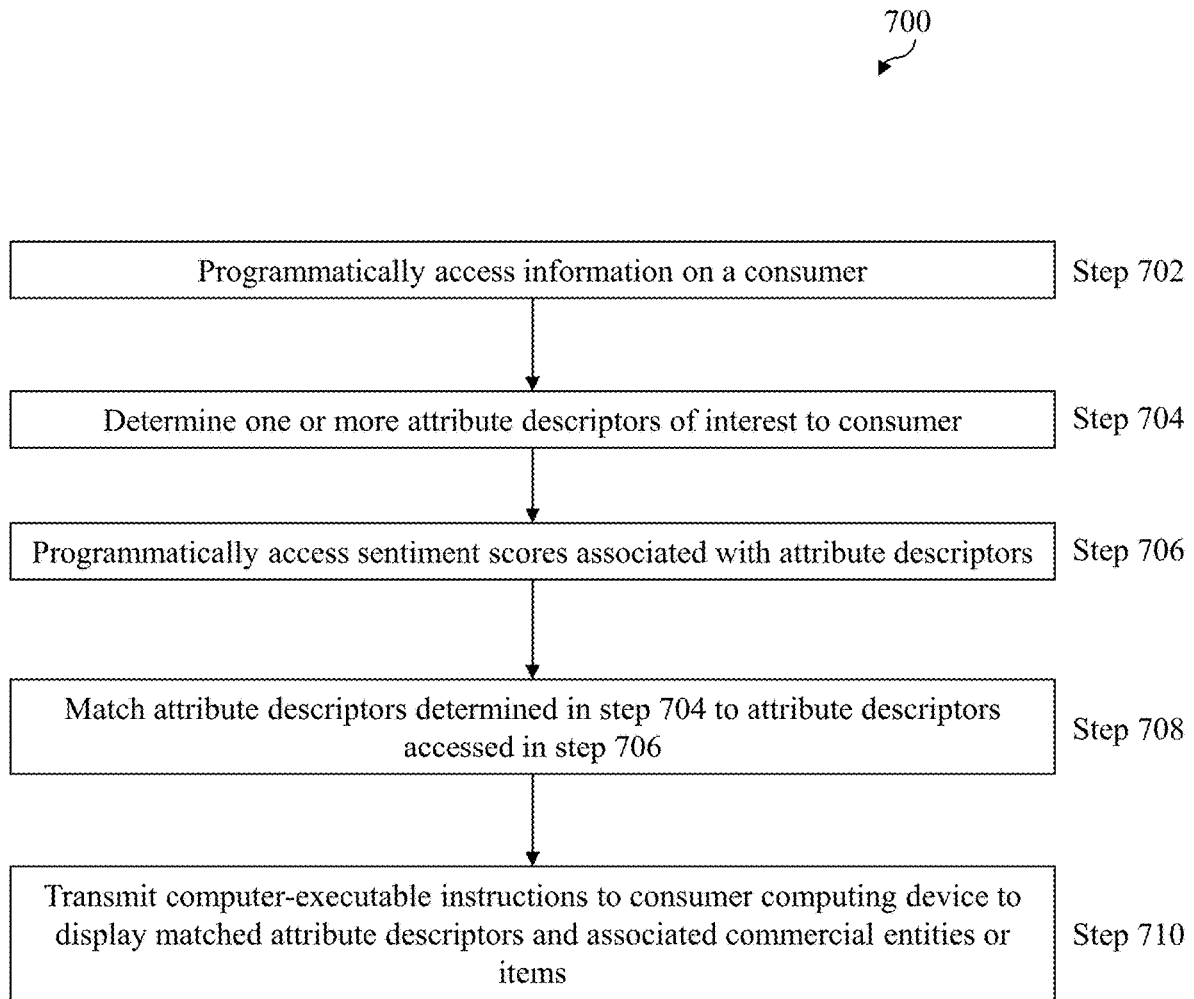 700
Programmatically access information on a consumer
Step 702
Determine one or more attribute descriptors of interest to consumer
Step 704
Programmatically access sentiment scores associated with attribute descriptors
Step 706
Match attribute descriptors determined in step 704 to attribute descriptors
accessed in step 706
Step 708
Transmit computer-executable instructions to consumer computing device to
display matched attribute descriptors and associated commercial entities or
items
Step 710